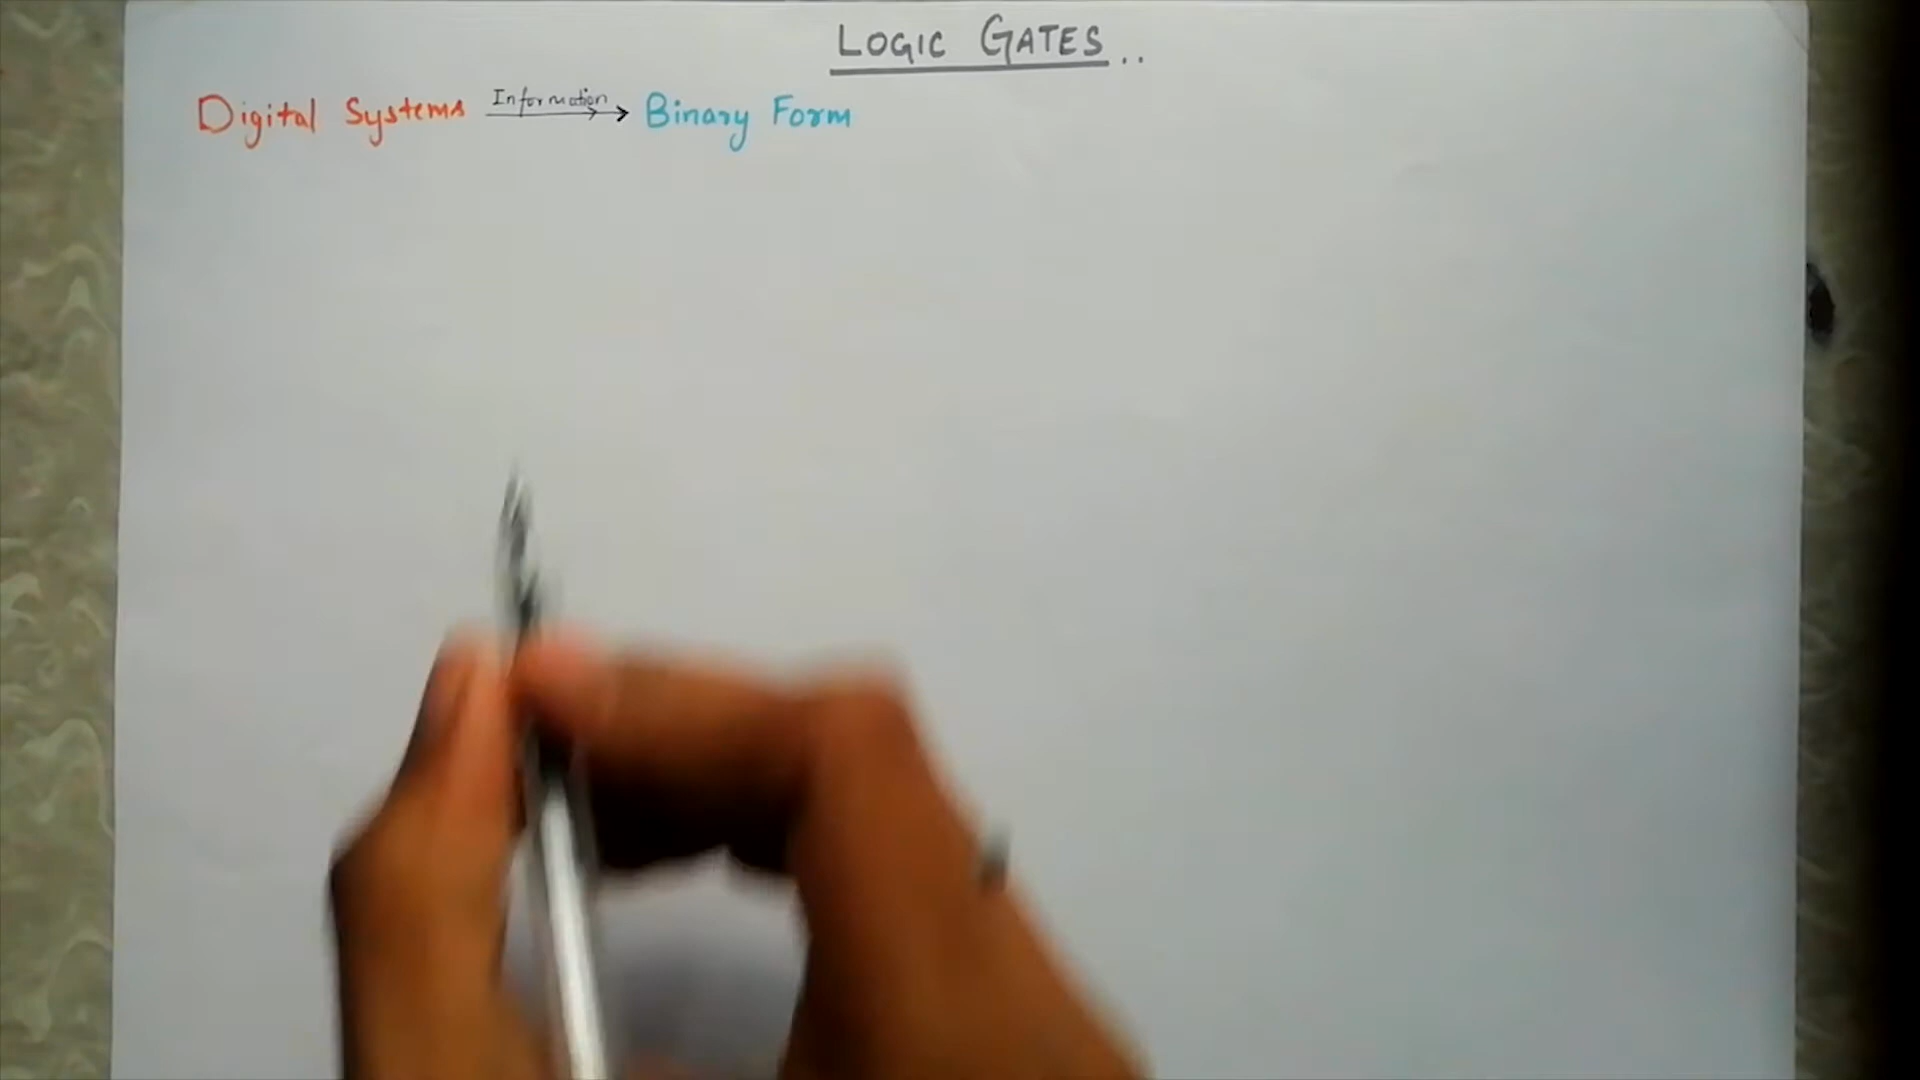 LOGIC GATES..
Digital Systems Information → Binary Form